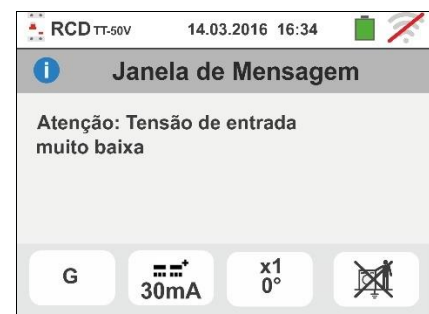 RCD TT-50V 14.03.2016 16:34
Janela de Mensagem
Atenção: Tensão de entrada
muito baixa
G
30mA
x1
0°